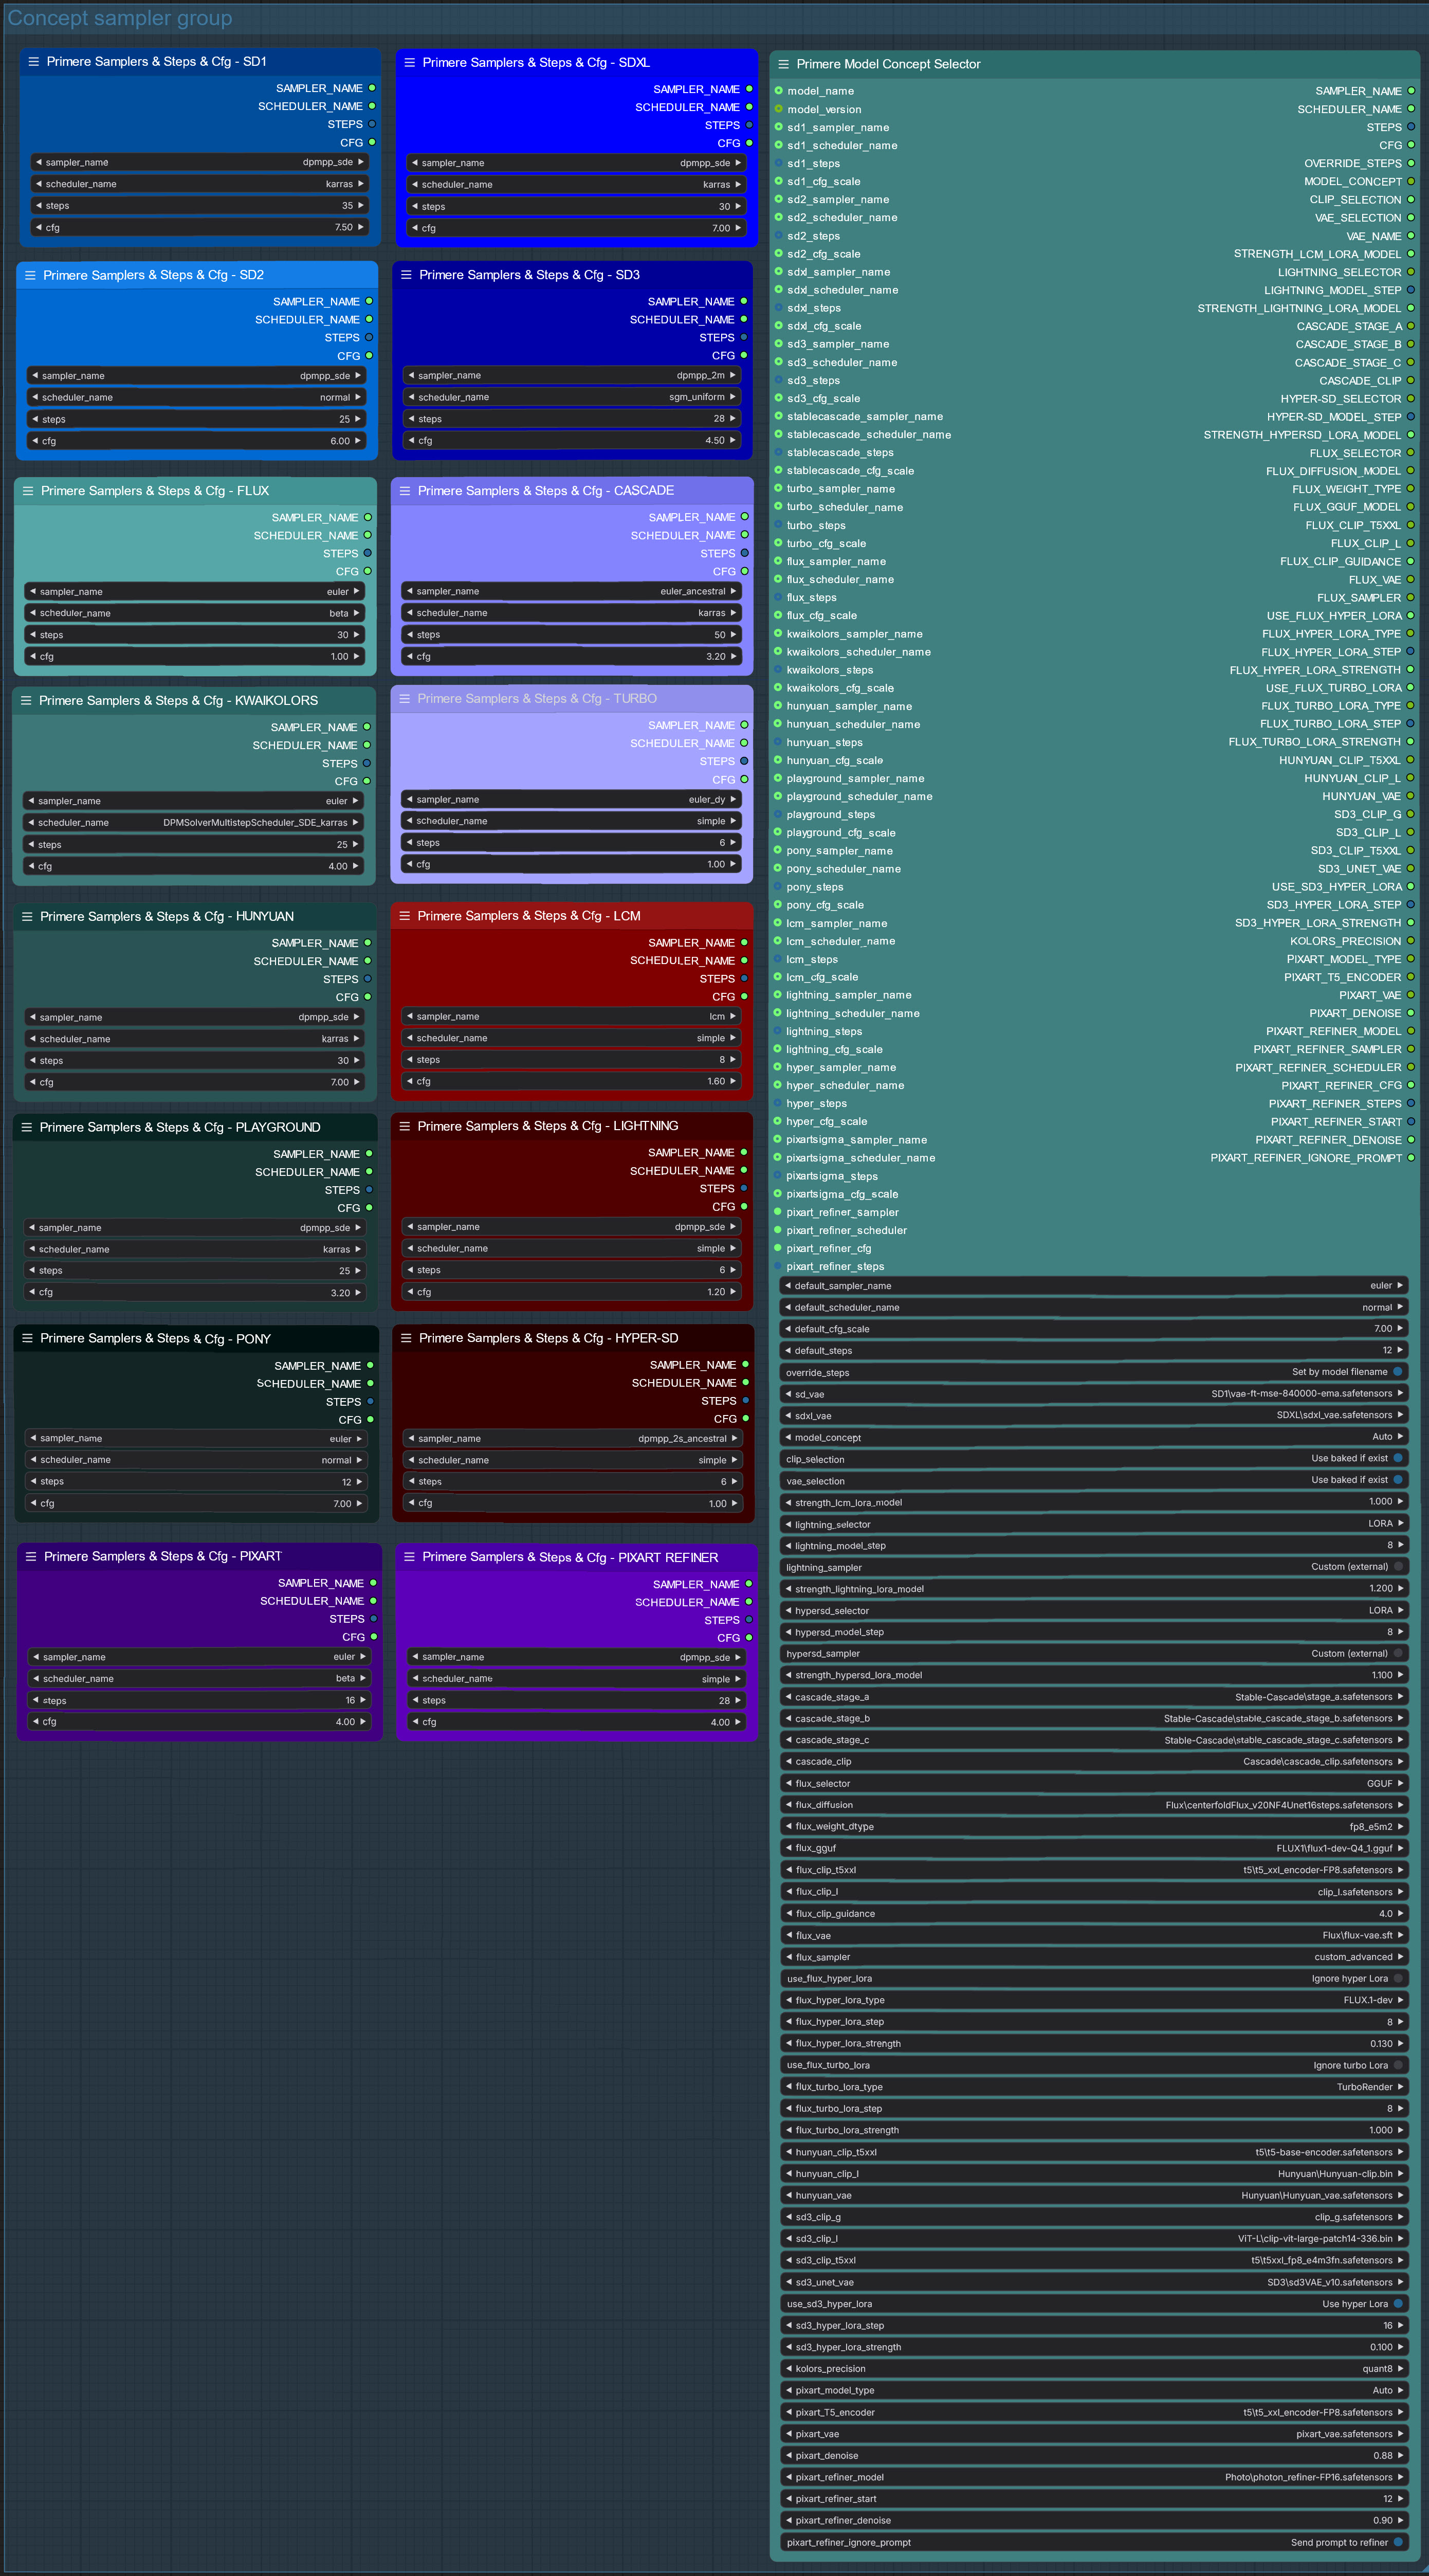 Concept sampler group
Primere Samplers & Steps & Cfg - SD1
SAMPLER_NAME
SCHEDULER_NAME
STEPS
CFG
sampler_name dpmpp_sde
scheduler_name karras
steps 35
cfg 7.50
Primere Samplers & Steps & Cfg - SDXL
SAMPLER_NAME
SCHEDULER_NAME
STEPS
CFG
sampler_name dpmpp_sde
scheduler_name karras
steps 30
cfg 7.00
Primere Samplers & Steps & Cfg - SD2
SAMPLER_NAME
SCHEDULER_NAME
STEPS
CFG
sampler_name dpmpp_sde
scheduler_name normal
steps 25
cfg 6.00
Primere Samplers & Steps & Cfg - SD3
SAMPLER_NAME
SCHEDULER_NAME
STEPS
CFG
sampler_name dpmpp_2m
scheduler_name sgm_uniform
steps 28
cfg 4.50
Primere Samplers & Steps & Cfg - FLUX
SAMPLER_NAME
SCHEDULER_NAME
STEPS
CFG
sampler_name euler
scheduler_name beta
steps 30
cfg 1.00
Primere Samplers & Steps & Cfg - CASCADE
SAMPLER_NAME
SCHEDULER_NAME
STEPS
CFG
sampler_name euler_ancestral
scheduler_name karras
steps 50
cfg 3.20
Primere Samplers & Steps & Cfg - KWAIKOLORS
SAMPLER_NAME
SCHEDULER_NAME
STEPS
CFG
sampler_name euler
scheduler_name DPMSolverMultistepScheduler_SDE_karras
steps 25
cfg 4.00
Primere Samplers & Steps & Cfg - TURBO
SAMPLER_NAME
SCHEDULER_NAME
STEPS
CFG
sampler_name euler_dy
scheduler_name simple
steps 6
cfg 1.00
Primere Samplers & Steps & Cfg - HUNYUAN
SAMPLER_NAME
SCHEDULER_NAME
STEPS
CFG
sampler_name dpmpp_sde
scheduler_name karras
steps 30
cfg 7.00
Primere Samplers & Steps & Cfg - LCM
SAMPLER_NAME
SCHEDULER_NAME
STEPS
CFG
sampler_name lcm
scheduler_name simple
steps 8
cfg 1.60
Primere Samplers & Steps & Cfg - PLAYGROUND
SAMPLER_NAME
SCHEDULER_NAME
STEPS
CFG
sampler_name dpmpp_sde
scheduler_name karras
steps 25
cfg 3.20
Primere Samplers & Steps & Cfg - LIGHTNING
SAMPLER_NAME
SCHEDULER_NAME
STEPS
CFG
sampler_name dpmpp_sde
scheduler_name simple
steps 6
cfg 1.20
Primere Samplers & Steps & Cfg - PONY
SAMPLER_NAME
SCHEDULER_NAME
STEPS
CFG
sampler_name euler
scheduler_name normal
steps 12
cfg 7.00
Primere Samplers & Steps & Cfg - HYPER-SD
SAMPLER_NAME
SCHEDULER_NAME
STEPS
CFG
sampler_name dpmpp_2s_ancestral
scheduler_name simple
steps 6
cfg 1.00
Primere Samplers & Steps & Cfg - PIXART
SAMPLER_NAME
SCHEDULER_NAME
STEPS
CFG
sampler_name euler
scheduler_name beta
steps 16
cfg 4.00
Primere Samplers & Steps & Cfg - PIXART REFINER
SAMPLER_NAME
SCHEDULER_NAME
STEPS
CFG
sampler_name dpmpp_sde
scheduler_name simple
steps 28
cfg 4.00
Primere Model Concept Selector
model_name SAMPLER_NAME
model_version SCHEDULER_NAME
sd1_sampler_name STEPS
sd1_scheduler_name CFG
sd1_steps OVERRIDE_STEPS
sd1_cfg_scale MODEL_CONCEPT
sd2_sampler_name CLIP_SELECTION
sd2_scheduler_name VAE_SELECTION
sd2_steps VAE_NAME
sd2_cfg_scale STRENGTH_LCM_LORA_MODEL
sdxl_sampler_name LIGHTNING_SELECTOR
sdxl_scheduler_name LIGHTNING_MODEL_STEP
sdxl_steps STRENGTH_LIGHTNING_LORA_MODEL
sdxl_cfg_scale CASCADE_STAGE_A
sd3_sampler_name CASCADE_STAGE_B
sd3_scheduler_name CASCADE_STAGE_C
sd3_steps CASCADE_CLIP
sd3_cfg_scale HYPER-SD_SELECTOR
stablecascade_sampler_name HYPER-SD_MODEL_STEP
stablecascade_scheduler_name STRENGTH_HYPERSD_LORA_MODEL
stablecascade_steps FLUX_SELECTOR
stablecascade_cfg_scale FLUX_DIFFUSION_MODEL
turbo_sampler_name FLUX_WEIGHT_TYPE
turbo_scheduler_name FLUX_GGUF_MODEL
turbo_steps FLUX_CLIP_T5XXL
turbo_cfg_scale FLUX_CLIP_L
flux_sampler_name FLUX_CLIP_GUIDANCE
flux_scheduler_name FLUX_VAE
flux_steps FLUX_SAMPLER
flux_cfg_scale USE_FLUX_HYPER_LORA
kwaikolors_sampler_name FLUX_HYPER_LORA_TYPE
kwaikolors_scheduler_name FLUX_HYPER_LORA_STEP
kwaikolors_steps FLUX_HYPER_LORA_STRENGTH
kwaikolors_cfg_scale USE_FLUX_TURBO_LORA
hunyuan_sampler_name FLUX_TURBO_LORA_TYPE
hunyuan_scheduler_name FLUX_TURBO_LORA_STEP
hunyuan_steps FLUX_TURBO_LORA_STRENGTH
hunyuan_cfg_scale HUNYUAN_CLIP_T5XXL
playground_sampler_name HUNYUAN_CLIP_L
playground_scheduler_name HUNYUAN_VAE
playground_steps SD3_CLIP_G
playground_cfg_scale SD3_CLIP_L
pony_sampler_name SD3_CLIP_T5XXL
pony_scheduler_name SD3_UNET_VAE
pony_steps USE_SD3_HYPER_LORA
pony_cfg_scale SD3_HYPER_LORA_STEP
lcm_sampler_name SD3_HYPER_LORA_STRENGTH
lcm_scheduler_name KOLORS_PRECISION
lcm_steps PIXART_MODEL_TYPE
lcm_cfg_scale PIXART_T5_ENCODER
lightning_sampler_name PIXART_VAE
lightning_scheduler_name PIXART_DENOISE
lightning_steps PIXART_REFINER_MODEL
lightning_cfg_scale PIXART_REFINER_SAMPLER
hyper_sampler_name PIXART_REFINER_SCHEDULER
hyper_scheduler_name PIXART_REFINER_CFG
hyper_steps PIXART_REFINER_STEPS
hyper_cfg_scale PIXART_REFINER_START
pixartsigma_sampler_name PIXART_REFINER_DENOISE
pixartsigma_scheduler_name PIXART_REFINER_IGNORE_PROMPT
pixartsigma_steps
pixartsigma_cfg_scale
pixart_refiner_sampler
pixart_refiner_scheduler
pixart_refiner_cfg
pixart_refiner_steps
default_sampler_name euler
default_scheduler_name normal
default_cfg_scale 7.00
default_steps 12
override_steps Set by model filename
sd_vae SD1\vae-ft-mse-840000-ema.safetensors
sdxl_vae SDXL\sdxl_vae.safetensors
model_concept Auto
clip_selection Use baked if exist
vae_selection Use baked if exist
strength_lcm_lora_model 1.000
lightning_selector LORA
lightning_model_step 8
lightning_sampler Custom (external)
strength_lightning_lora_model 1.200
hypersd_selector LORA
hypersd_model_step 8
hypersd_sampler Custom (external)
strength_hypersd_lora_model 1.100
cascade_stage_a Stable-Cascade\stage_a.safetensors
cascade_stage_b Stable-Cascade\stable_cascade_stage_b.safetensors
cascade_stage_c Stable-Cascade\stable_cascade_stage_c.safetensors
cascade_clip Cascade\cascade_clip.safetensors
flux_selector GGUF
flux_diffusion Flux\centerfoldFlux_v20NF4Unet16steps.safetensors
flux_weight_dtype fp8_e5m2
flux_gguf FLUX1\flux1-dev-Q4_1.gguf
flux_clip_t5xxl t5\t5_xxl_encoder-FP8.safetensors
flux_clip_l clip_l.safetensors
flux_clip_guidance 4.0
flux_vae Flux\flux-vae.sft
flux_sampler custom_advanced
use_flux_hyper_lora Ignore hyper Lora
flux_hyper_lora_type FLUX.1-dev
flux_hyper_lora_step 8
flux_hyper_lora_strength 0.130
use_flux_turbo_lora Ignore turbo Lora
flux_turbo_lora_type TurboRender
flux_turbo_lora_step 8
flux_turbo_lora_strength 1.000
hunyuan_clip_t5xxl t5\t5-base-encoder.safetensors
hunyuan_clip_l Hunyuan\Hunyuan-clip.bin
hunyuan_vae Hunyuan\Hunyuan_vae.safetensors
sd3_clip_g clip_g.safetensors
sd3_clip_l ViT-L\clip-vit-large-patch14-336.bin
sd3_clip_t5xxl t5\t5xxl_fp8_e4m3fn.safetensors
sd3_unet_vae SD3\sd3VAE_v10.safetensors
use_sd3_hyper_lora Use hyper Lora
sd3_hyper_lora_step 16
sd3_hyper_lora_strength 0.100
kolors_precision quant8
pixart_model_type Auto
pixart_T5_encoder t5\t5_xxl_encoder-FP8.safetensors
pixart_vae pixart_vae.safetensors
pixart_denoise 0.88
pixart_refiner_model Photo\photon_refiner-FP16.safetensors
pixart_refiner_start 12
pixart_refiner_denoise 0.90
pixart_refiner_ignore_prompt Send prompt to refiner